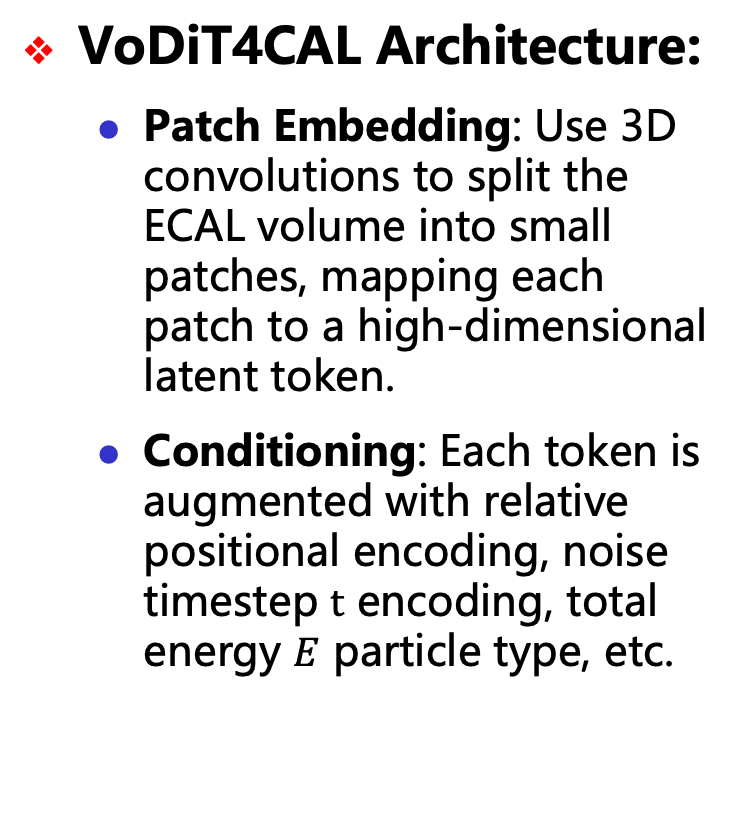 ❖ VoDiT4CAL Architecture:
● Patch Embedding: Use 3D
convolutions to split the
ECAL volume into small
patches, mapping each
patch to a high-dimensional
latent token.
● Conditioning: Each token is
augmented with relative
positional encoding, noise
timestep t encoding, total
energy 𝐸 particle type, etc.